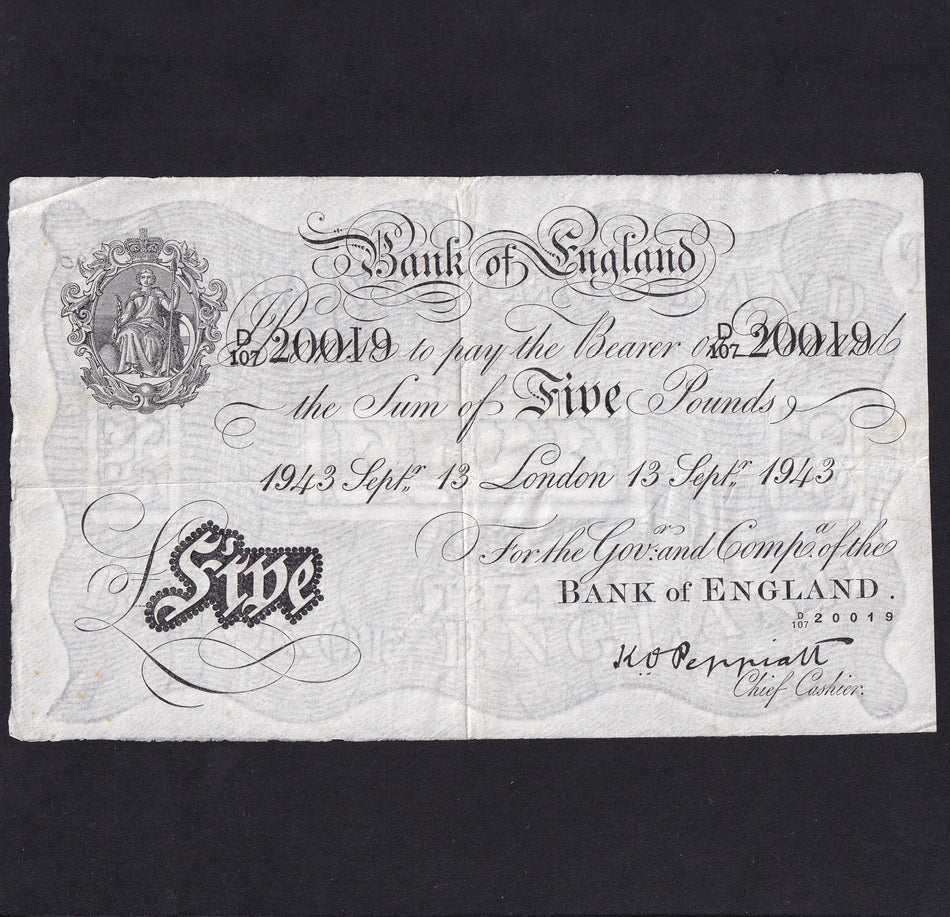 Bank of England
D/107 20019 to pay the Bearer on Demand D/107 20019
the Sum of Five Pounds
1943 Septr. 13 London 13 Septr. 1943
For the Govr. and Compa. of the
BANK of ENGLAND.
D/107 20019
£ Five
K O Peppiatt
Chief Cashier.